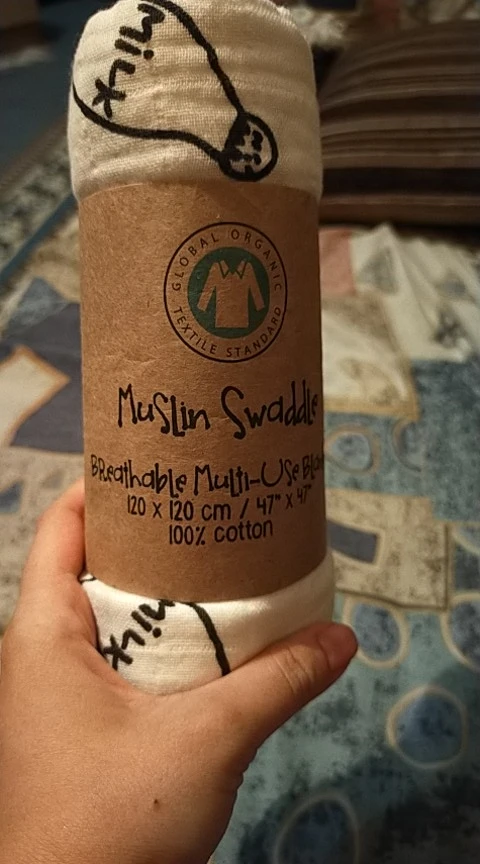 Milk
GLOBAL ORGANIC
TEXTILE STANDARD
Muslin Swaddle
Breathable Multi-Use
120 x 120 cm / 47" x 47"
100% cotton
Milk